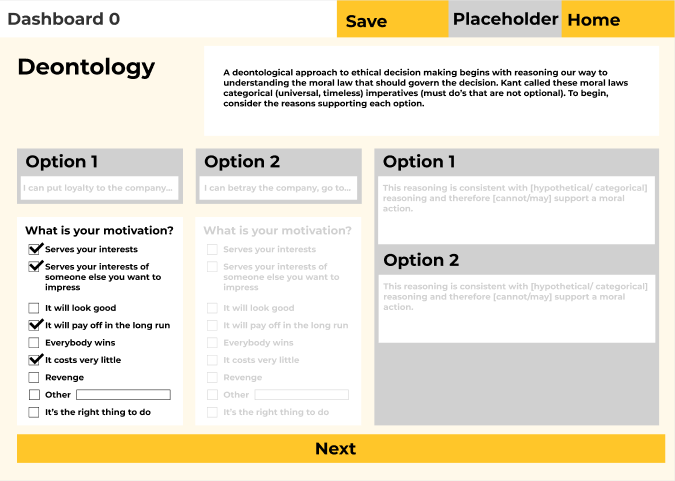 Dashboard 0
Save
Placeholder
Home
Deontology
A deontological approach to ethical decision making begins with reasoning our way to
understanding the moral law that should govern the decision. Kant called these moral laws
categorical (universal, timeless) imperatives (must do's that are not optional). To begin,
consider the reasons supporting each option.
Option 1
I can put loyalty to the company...
What is your motivation?
Serves your interests
Serves your interests of
someone else you want to
impress
It will look good
It will pay off in the long run
Everybody wins
It costs very little
Revenge
Other
It's the right thing to do
Option 2
I can betray the company, go to...
What is your motivation?
Serves your interests
Serves your interests of
someone else you want to
impress
It will look good
It will pay off in the long run
Everybody wins
It costs very little
Revenge
Other
It's the right thing to do
Option 1
This reasoning is consistent with [hypothetical/ categorical]
reasoning and therefore [cannot/may] support a moral
action.
Option 2
This reasoning is consistent with [hypothetical/ categorical]
reasoning and therefore [cannot/may] support a moral
action.
Next